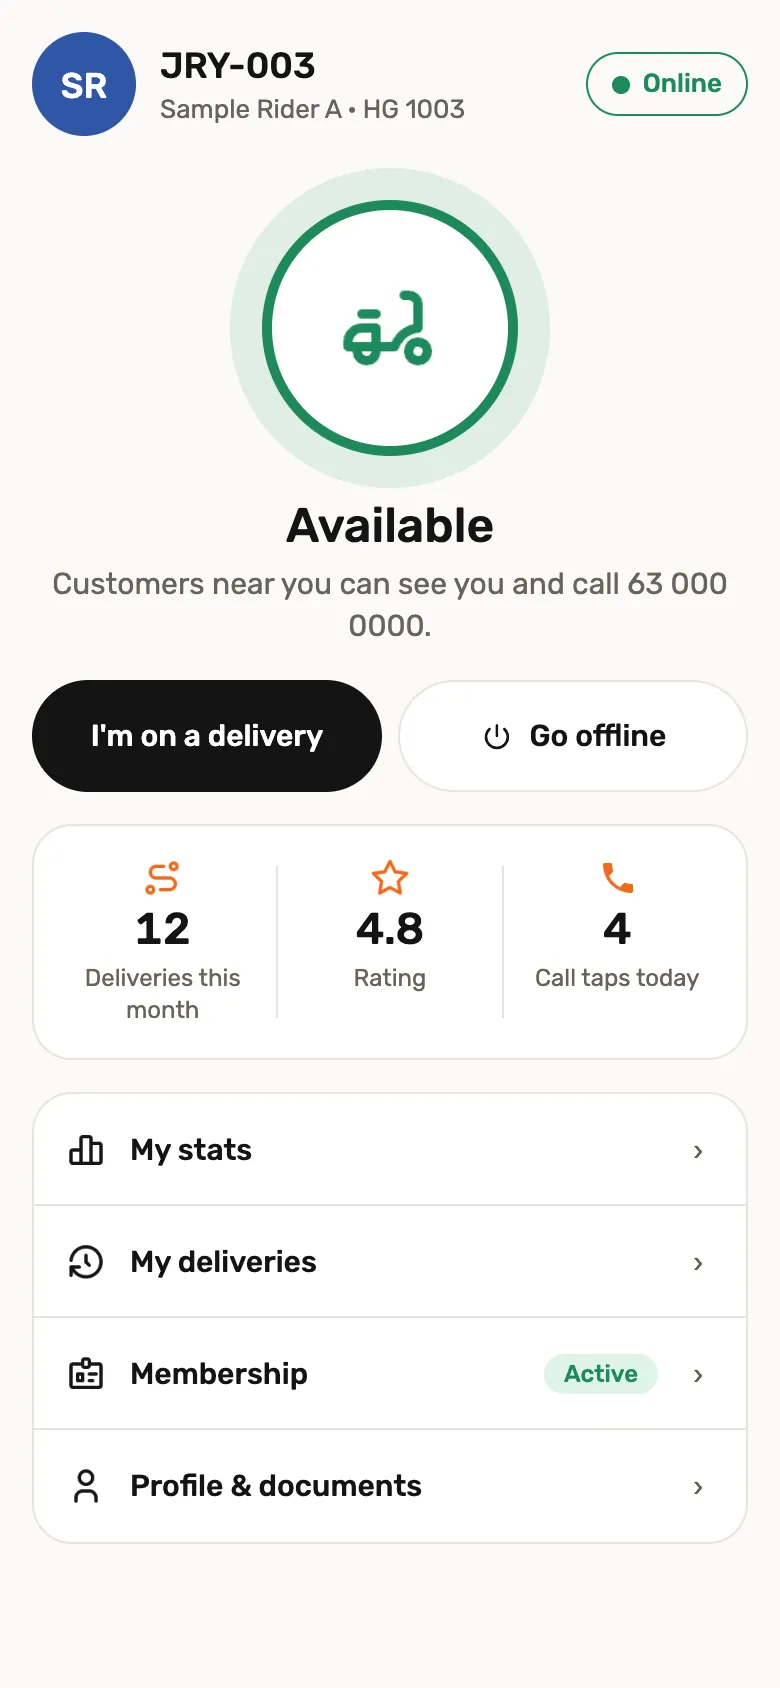 SR
JRY-003
Sample Rider A • HG 1003
Online
Available
Customers near you can see you and call 63 000
0000.
I'm on a delivery
Go offline
12
Deliveries this
month
4.8
Rating
4
Call taps today
My stats
My deliveries
Membership
Active
Profile & documents